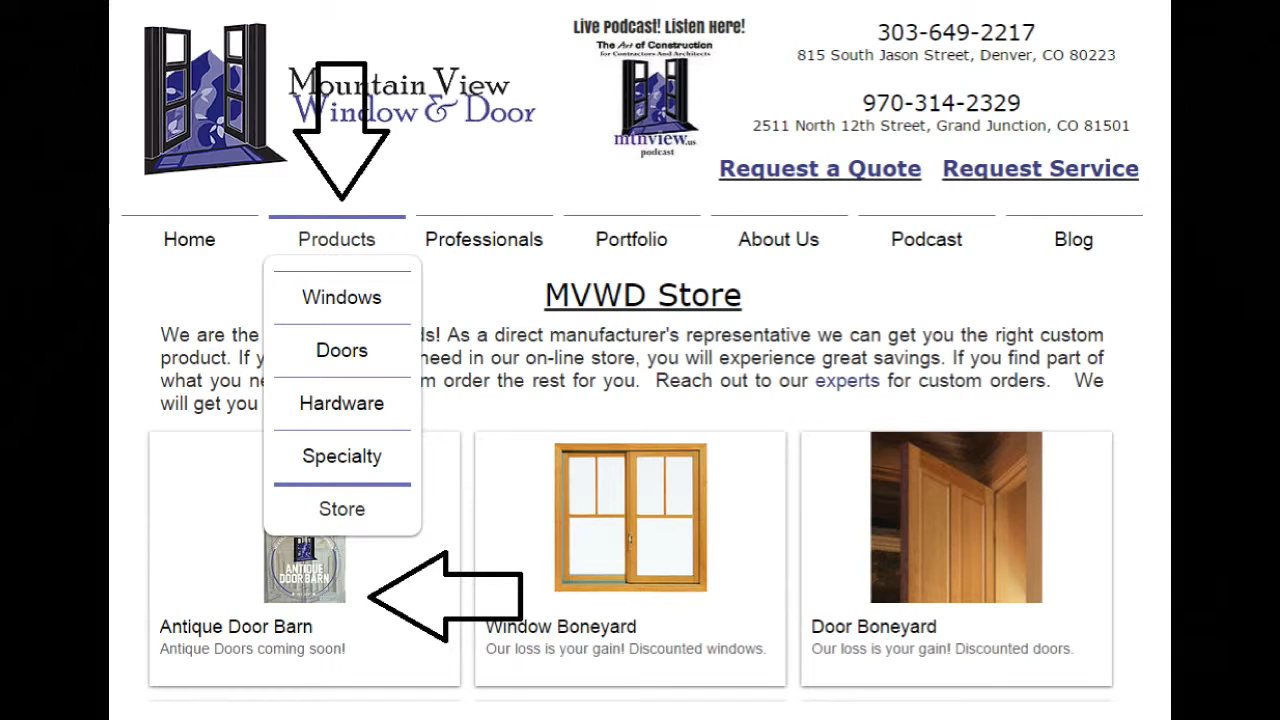 Live Podcast! Listen Here!
The Art of Construction
for Contractors And Architects
mtnview.us
podcast
Mountain View
Window & Door
303-649-2217
815 South Jason Street, Denver, CO 80223
970-314-2329
2511 North 12th Street, Grand Junction, CO 81501
Request a Quote Request Service
Home Products Professionals Portfolio About Us Podcast Blog
Windows
Doors
Hardware
Specialty
Store
MVWD Store
We are the ds! As a direct manufacturer's representative we can get you the right custom
product. If y need in our on-line store, you will experience great savings. If you find part of
what you ne m order the rest for you. Reach out to our experts for custom orders. We
will get you
ANTIQUE
DOOR BARN
Antique Door Barn
Antique Doors coming soon!
Window Boneyard
Our loss is your gain! Discounted windows.
Door Boneyard
Our loss is your gain! Discounted doors.